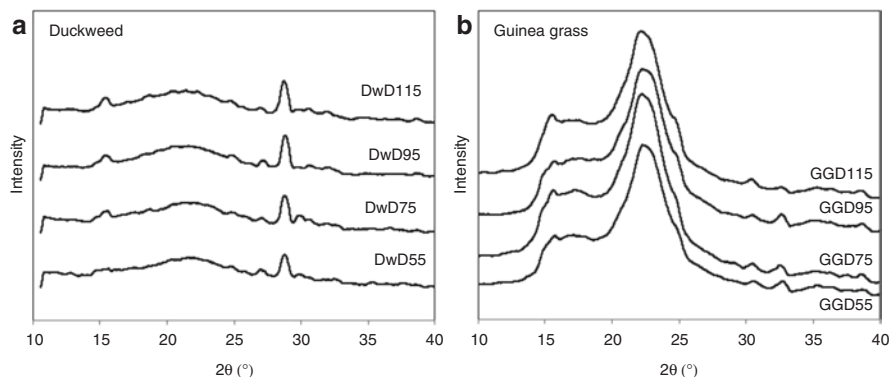 a
Duckweed
DwD115
DwD95
DwD75
DwD55
Intensity
10 15 20 25 30 35 40
2θ (°)
b
Guinea grass
GGD115
GGD95
GGD75
GGD55
Intensity
10 15 20 25 30 35 40
2θ (°)